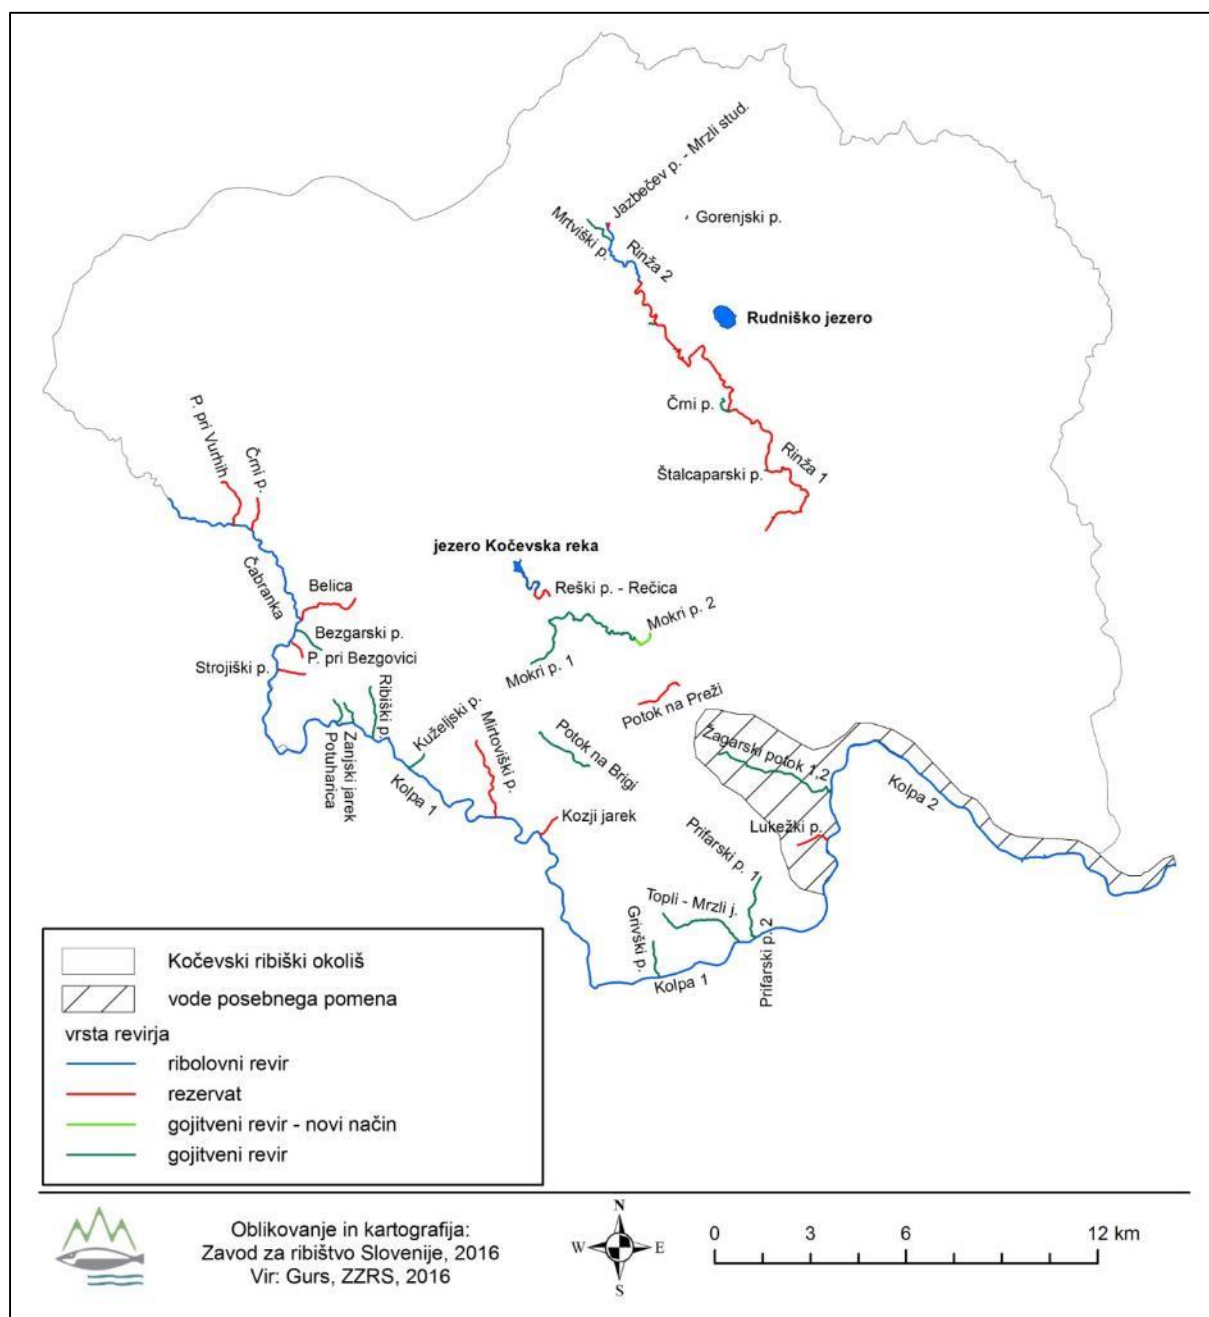 Jazbečev p. - Mrzli stud.
Mrtviški p.
Gorenjski p.
Rinža 2
Rudniško jezero
Črni p.
Rinža 1
Štalcaparski p.
P. pri Vurhih
Črni p.
jezero Kočevska reka
Čabranka
Belica
Reški p. - Rečica
Bezgarski p.
Mokri p. 2
P. pri Bezgovici
Strojiški p.
Mokri p. 1
Ribiški p.
Potok na Preži
Kuželjski p.
Mirtoviški p.
Potok na Brigi
Žagarski potok 1,2
Zanjski jarek
Potuharica
Kolpa 1
Kolpa 2
Kozji jarek
Lukežki p.
Prifarski p. 1
Topli - Mrzli j.
Grivški p.
Prifarski p. 2
Kolpa 1
Kočevski ribiški okoliš
vode posebnega pomena
vrsta revirja
ribolovni revir
rezervat
gojitveni revir - novi način
gojitveni revir
Oblikovanje in kartografija:
Zavod za ribištvo Slovenije, 2016
Vir: Gurs, ZZRS, 2016
N
W E
S
0 3 6 12 km